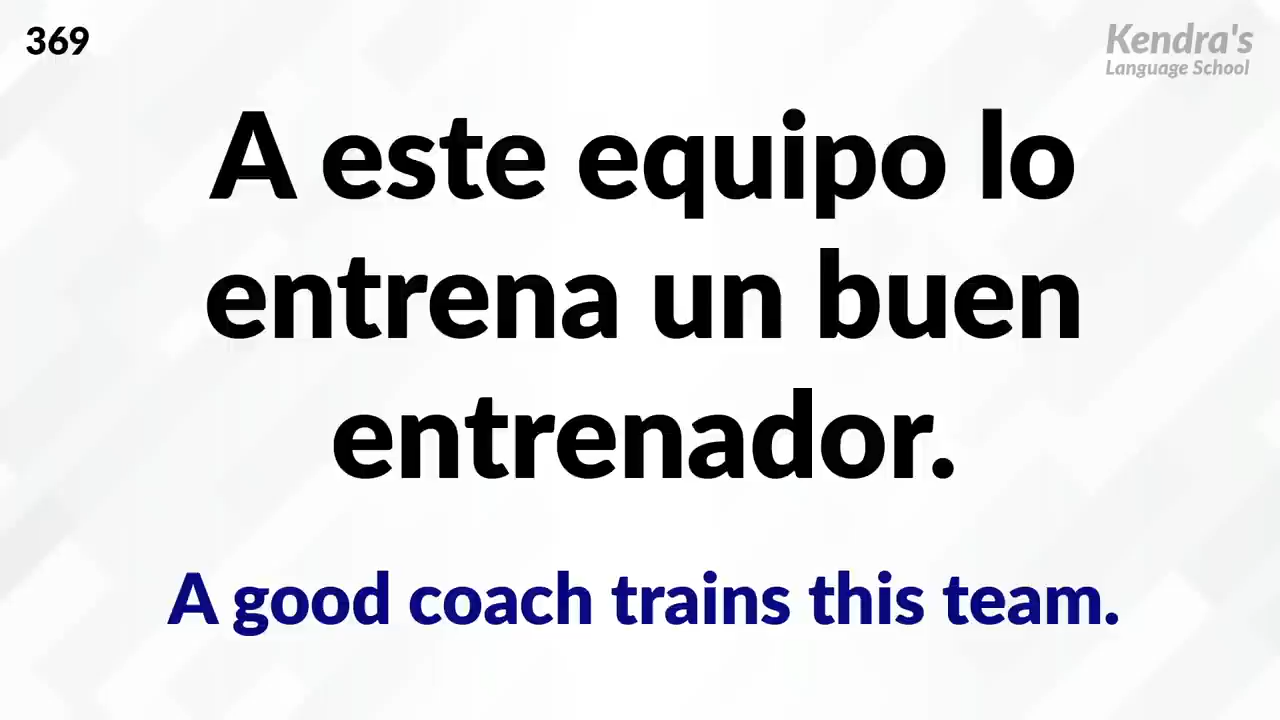 369
Kendra's
Language School
A este equipo lo
entrena un buen
entrenador.
A good coach trains this team.